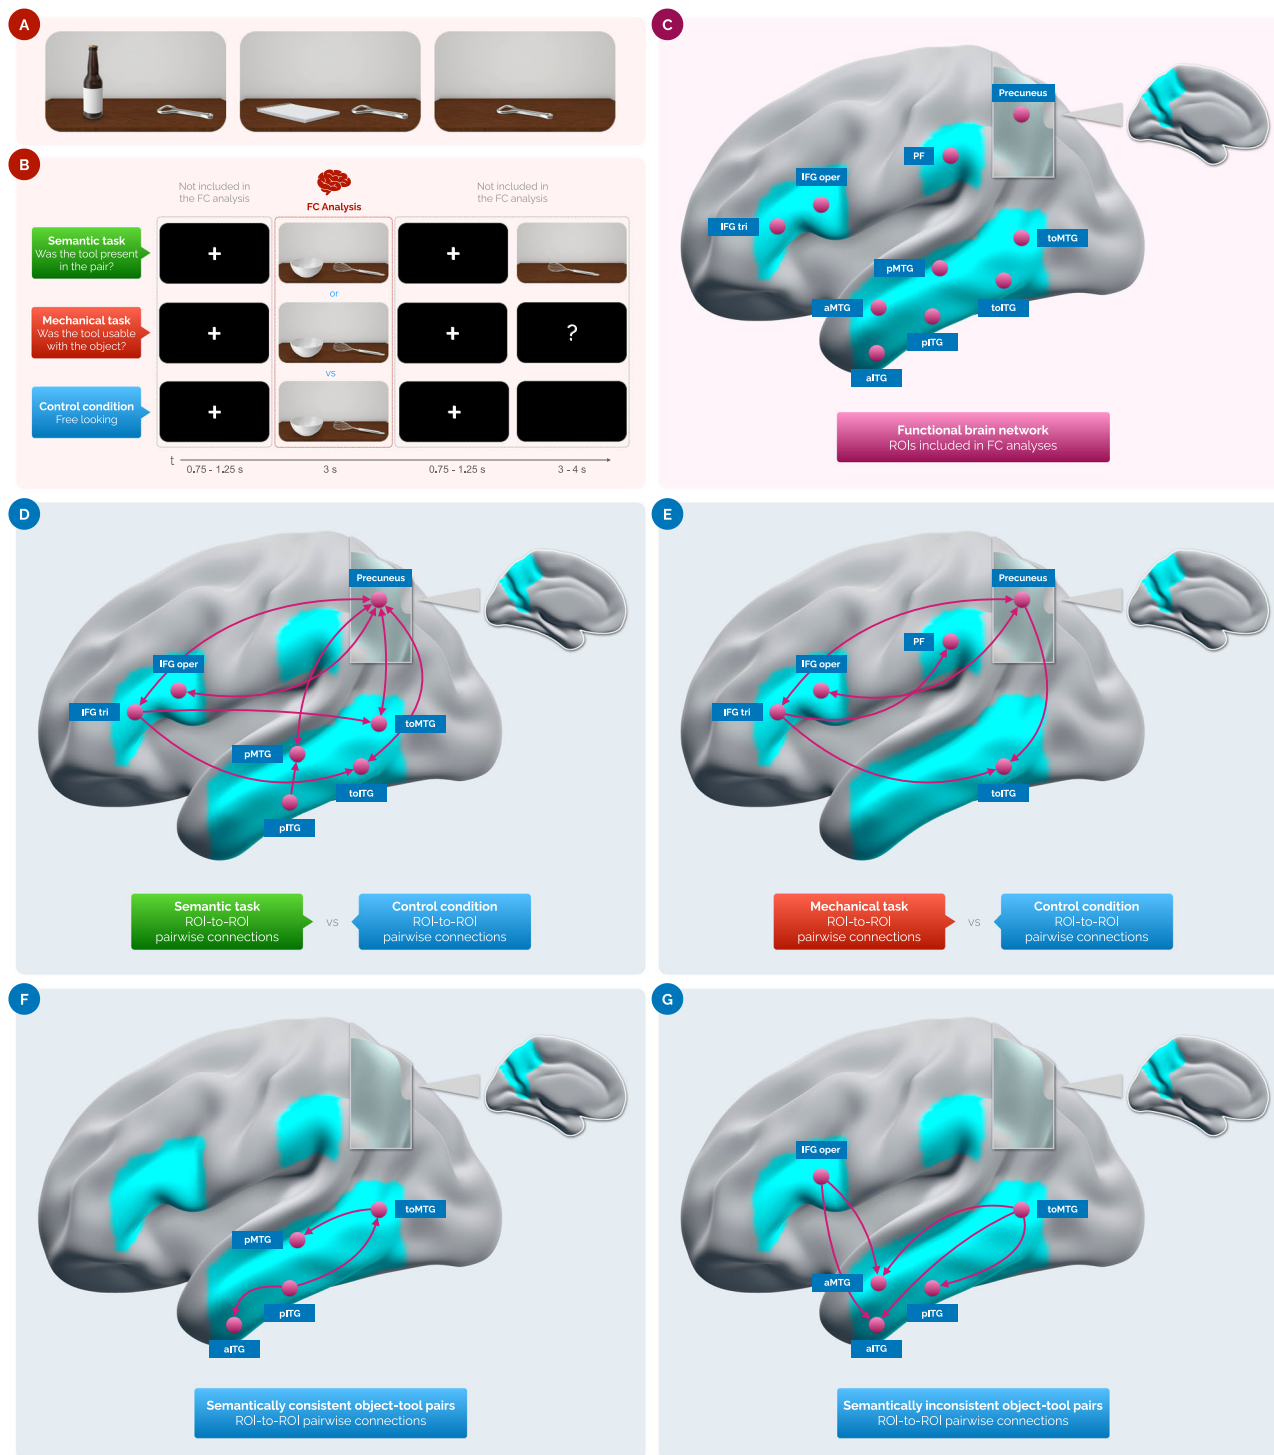 A
B
Not included in
the FC analysis
FC Analysis
Not included in
the FC analysis
Semantic task
Was the tool present
in the pair?
+
+
or
Mechanical task
Was the tool usable
with the object?
+
+
?
vs
Control condition
Free looking
+
+
t
0.75 - 1.25 s
3 s
0.75 - 1.25 s
3 - 4 s
C
Precuneus
PF
IFG oper
IFG tri
toMTG
pMTG
aMTG
toITG
pITG
aITG
Functional brain network
ROIs included in FC analyses
D
Precuneus
IFG oper
IFG tri
toMTG
pMTG
toITG
pITG
Semantic task
ROI-to-ROI
pairwise connections
vs
Control condition
ROI-to-ROI
pairwise connections
E
Precuneus
PF
IFG oper
IFG tri
toITG
Mechanical task
ROI-to-ROI
pairwise connections
vs
Control condition
ROI-to-ROI
pairwise connections
F
toMTG
pMTG
pITG
aITG
Semantically consistent object-tool pairs
ROI-to-ROI pairwise connections
G
IFG oper
toMTG
aMTG
pITG
aITG
Semantically inconsistent object-tool pairs
ROI-to-ROI pairwise connections